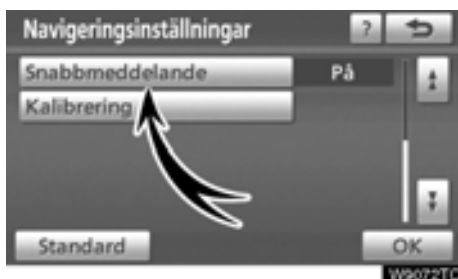 Navigeringsinställningar ?
Snabbmeddelande På
Kalibrering
Standard OK
W9072TC